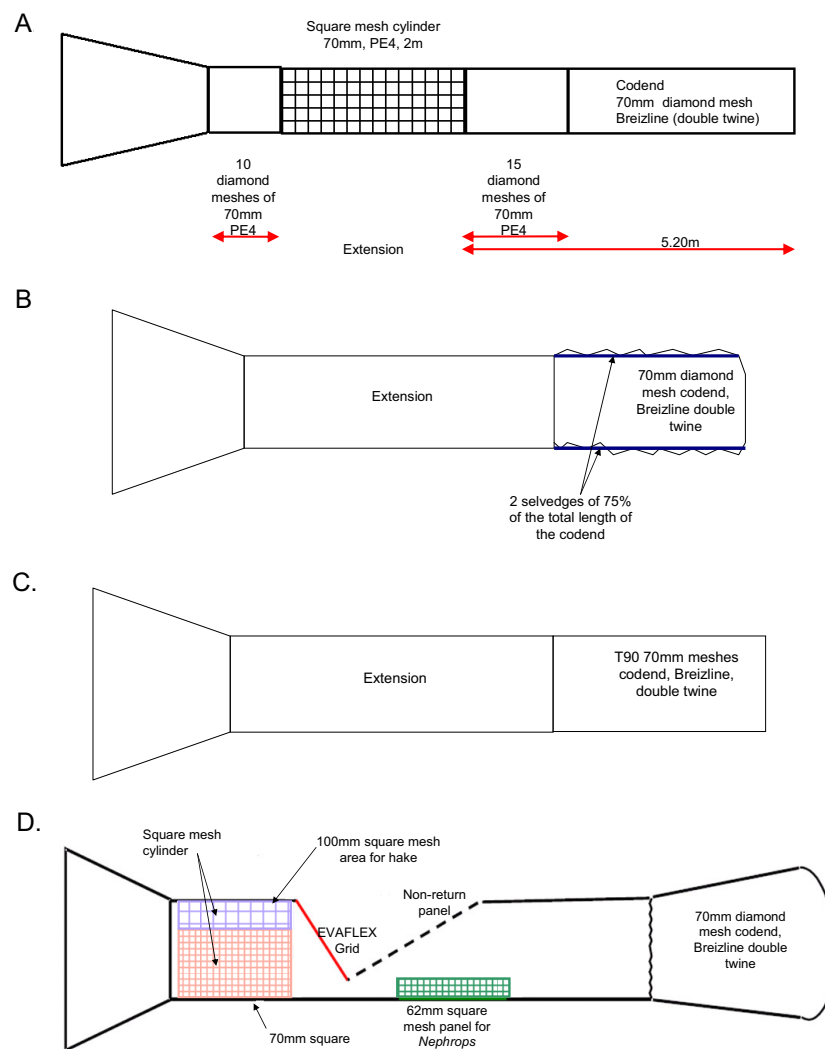 A
Square mesh cylinder
70mm, PE4, 2m
Codend
70mm diamond mesh
Breizline (double twine)
10
diamond
meshes of
70mm
PE4
Extension
15
diamond
meshes of
70mm
PE4
5.20m
B
Extension
70mm diamond
mesh codend,
Breizline double
twine
2 selvedges of 75%
of the total length of
the codend
C.
Extension
T90 70mm meshes
codend, Breizline,
double twine
D.
Square mesh
cylinder
100mm square mesh
area for hake
EVAFLEX
Grid
Non-return
panel
70mm diamond
mesh codend,
Breizline double
twine
70mm square
62mm square
mesh panel for
Nephrops